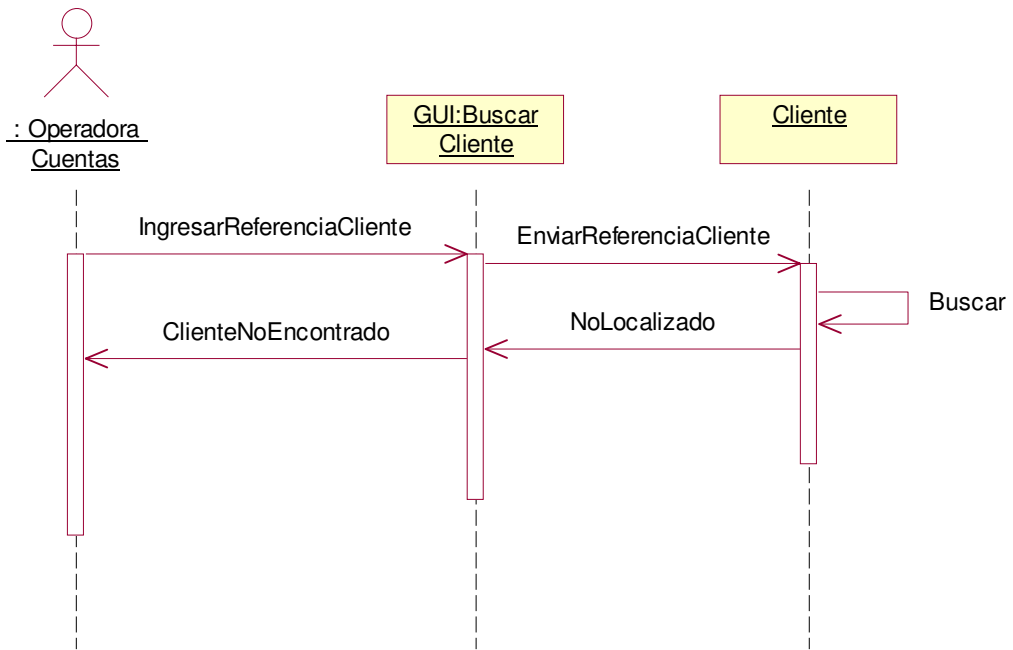 : Operadora
Cuentas
GUI:Buscar
Cliente
Cliente
IngresarReferenciaCliente
EnviarReferenciaCliente
Buscar
NoLocalizado
ClienteNoEncontrado